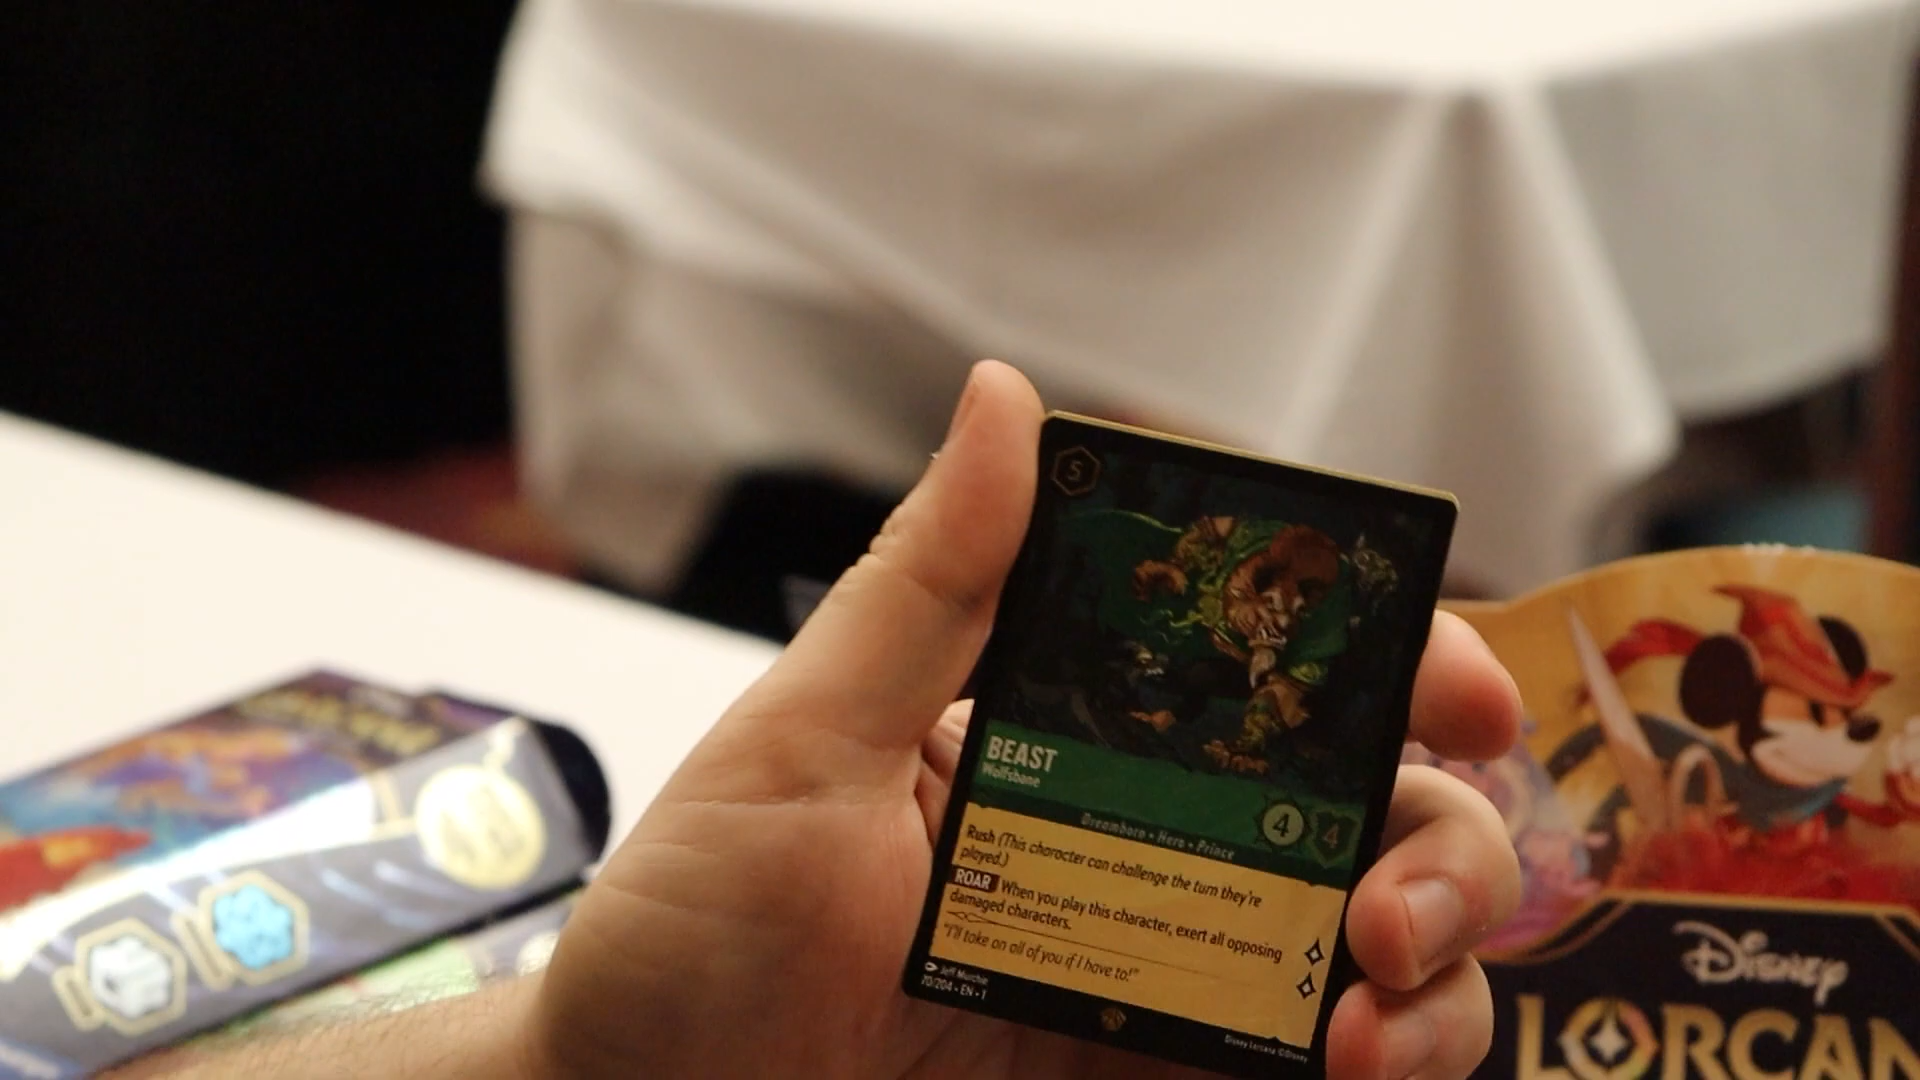 5
BEAST
Wolfsbane
4 4
Dreamborn • Hero • Prince
Rush (This character can challenge the turn they're
played.)
ROAR When you play this character, exert all opposing
damaged characters.
"I'll take on all of you if I have to!"
Jeff Murchie
70/204 • EN • 1
Disney Lorcana ©Disney
Disney
LORCAN